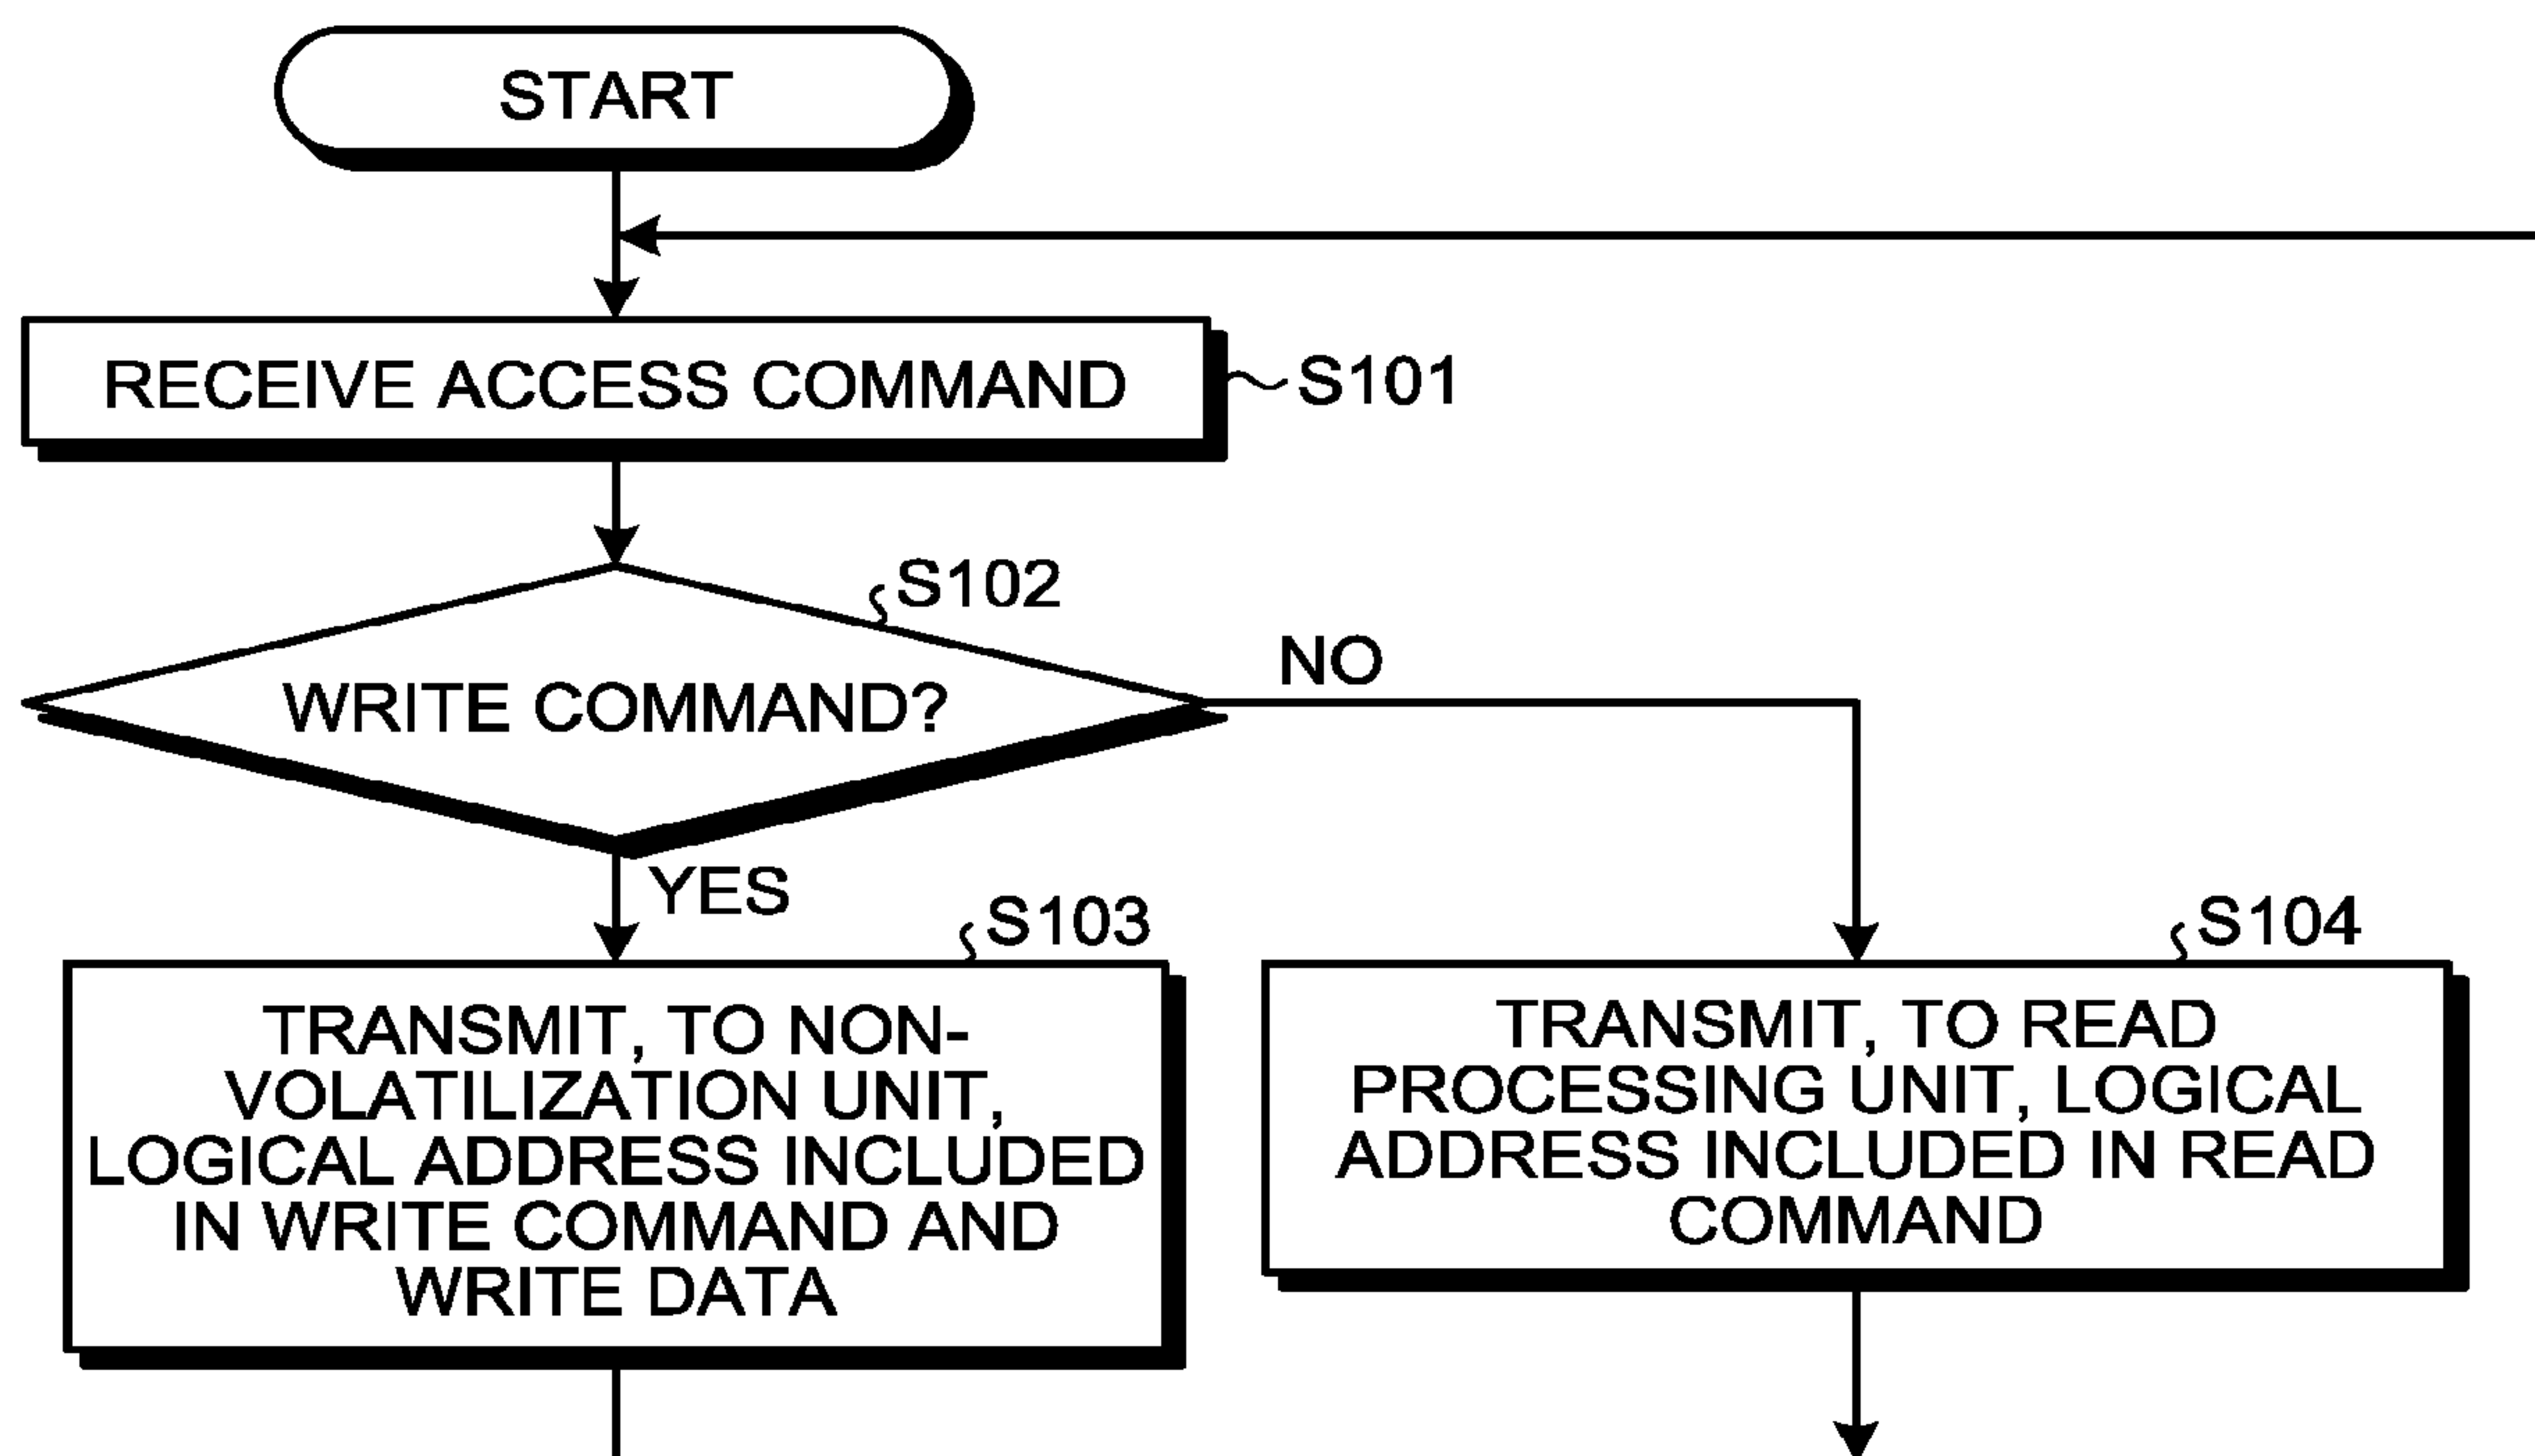 START
RECEIVE ACCESS COMMAND
S101
S102
WRITE COMMAND?
NO
YES
S103
TRANSMIT, TO NON-
VOLATILIZATION UNIT,
LOGICAL ADDRESS INCLUDED
IN WRITE COMMAND AND
WRITE DATA
S104
TRANSMIT, TO READ
PROCESSING UNIT, LOGICAL
ADDRESS INCLUDED IN READ
COMMAND